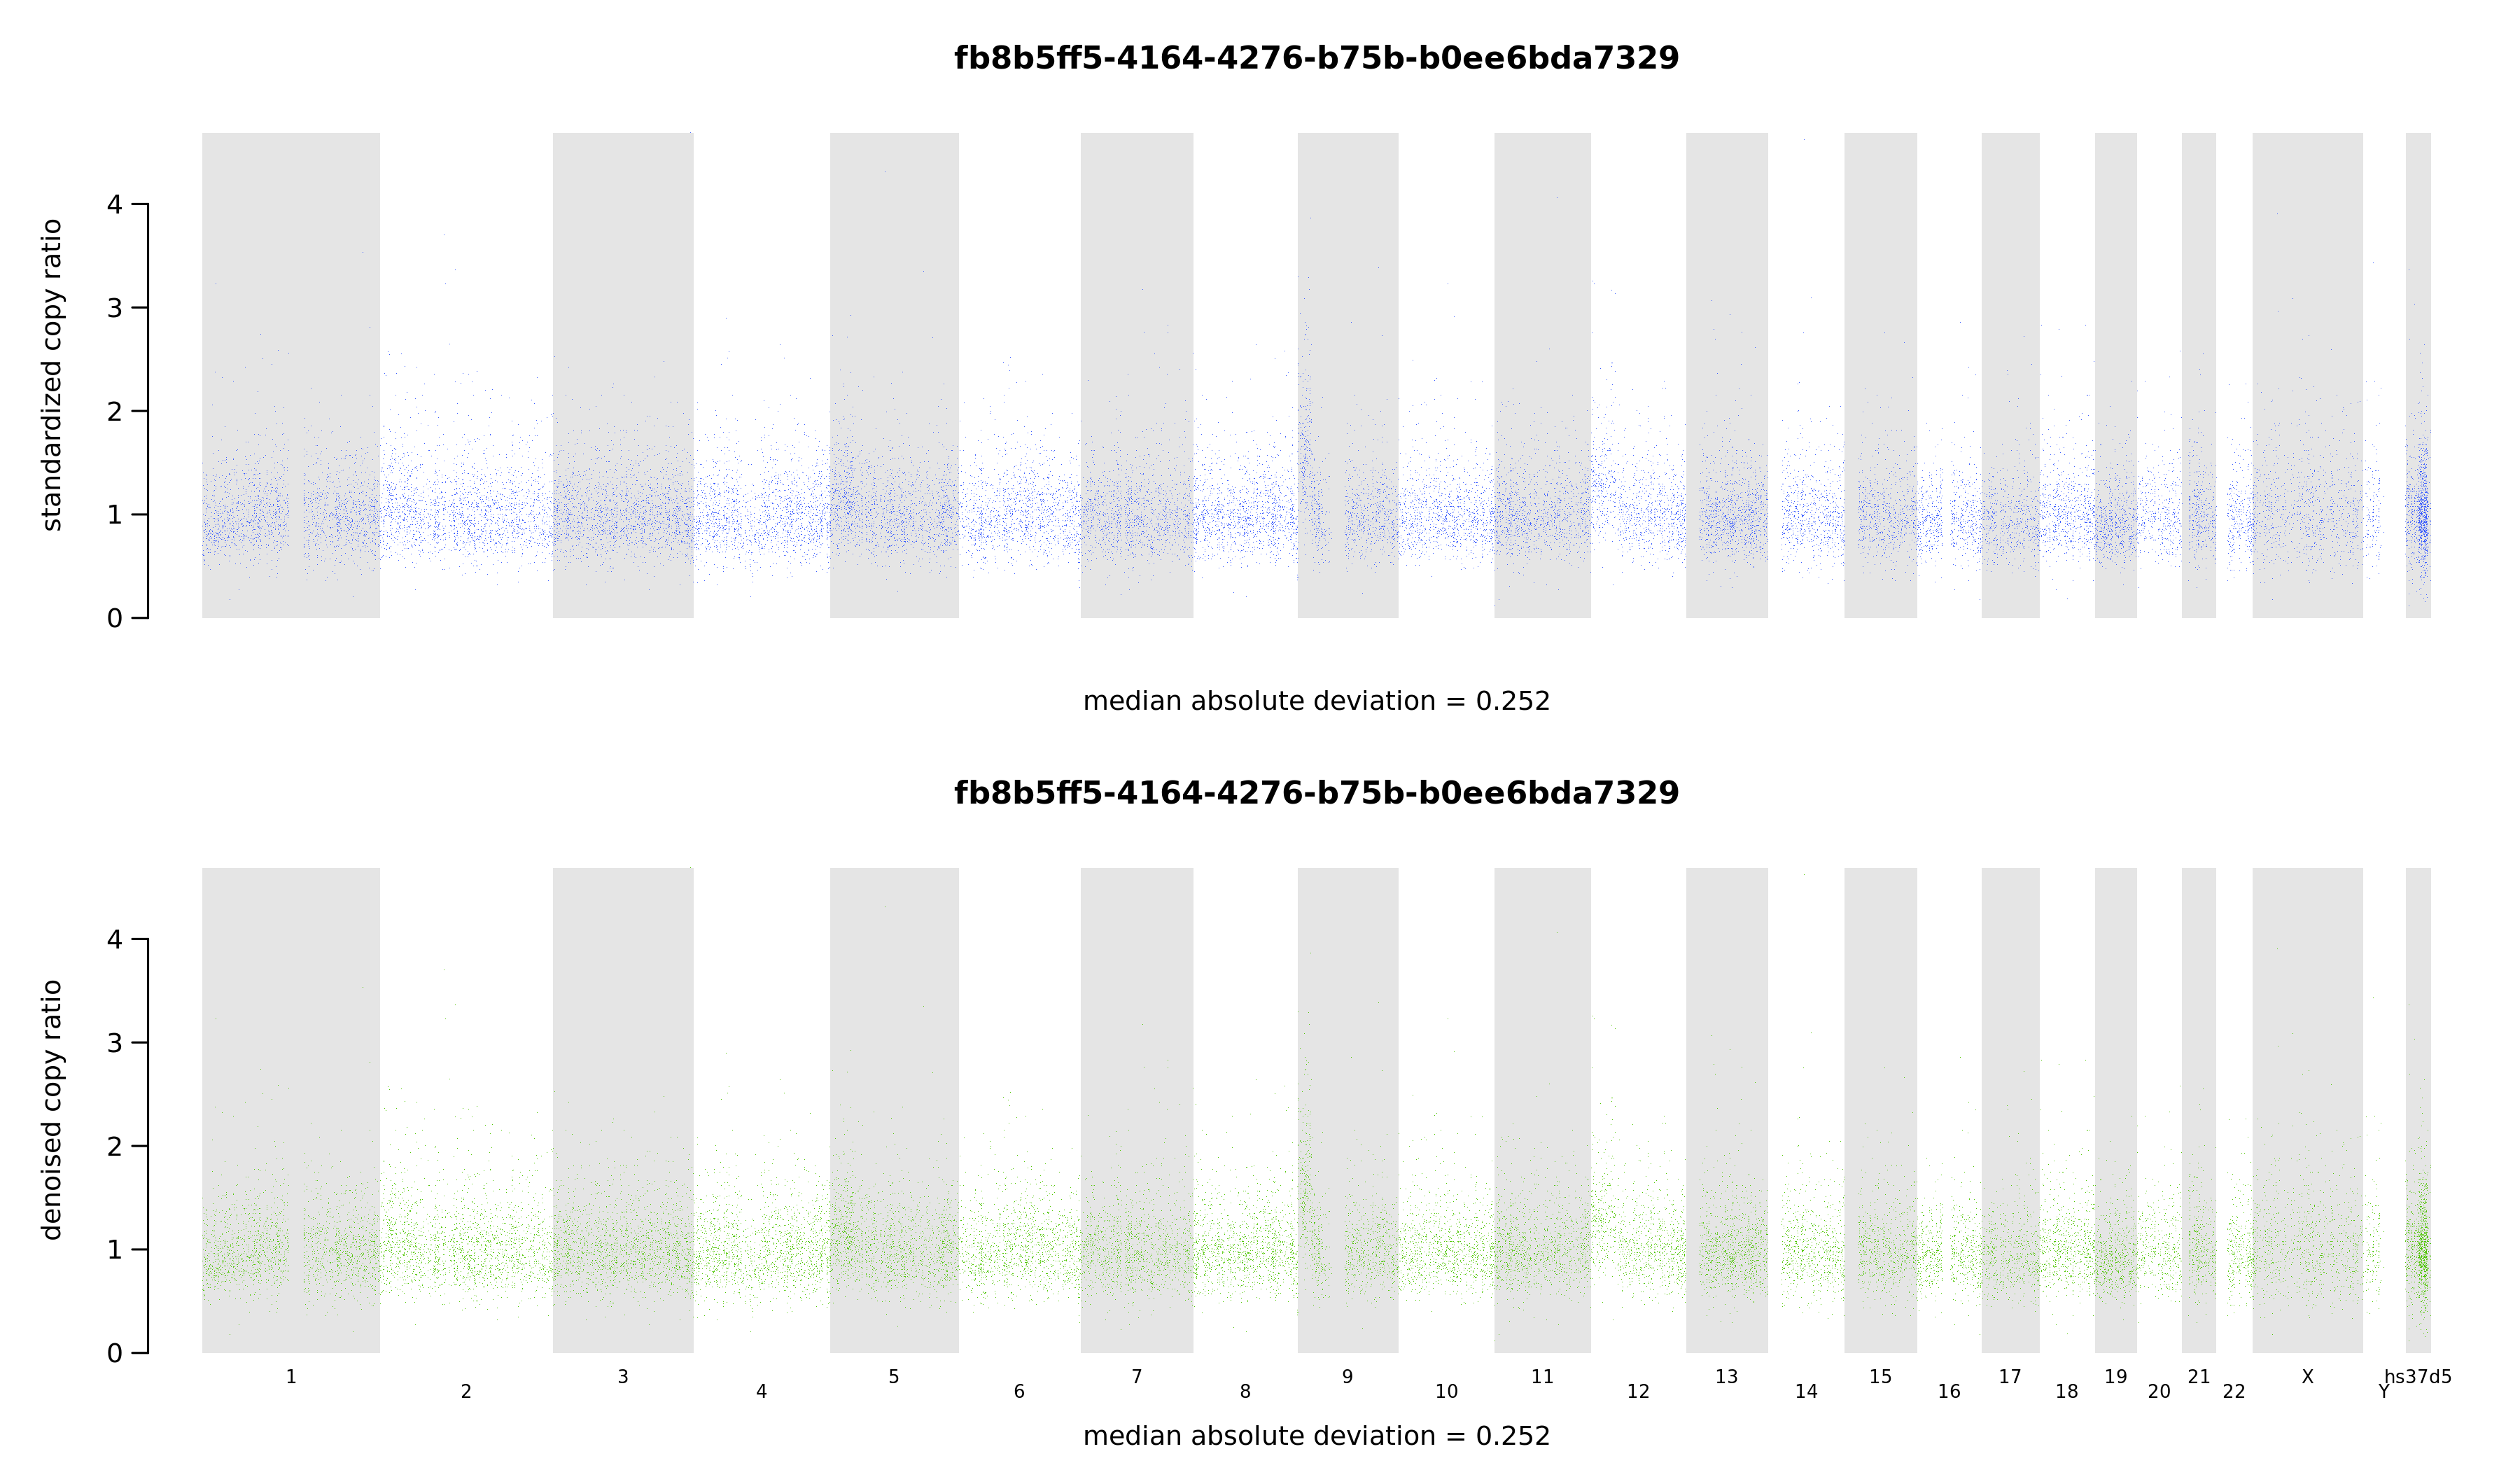 fb8b5ff5-4164-4276-b75b-b0ee6bda7329
standardized copy ratio
4
3
2
1
0
median absolute deviation = 0.252
fb8b5ff5-4164-4276-b75b-b0ee6bda7329
denoised copy ratio
4
3
2
1
0
1 3 5 7 9 11 13 15 17 19 21 X hs37d5
2 4 6 8 10 12 14 16 18 20 22 Y
median absolute deviation = 0.252